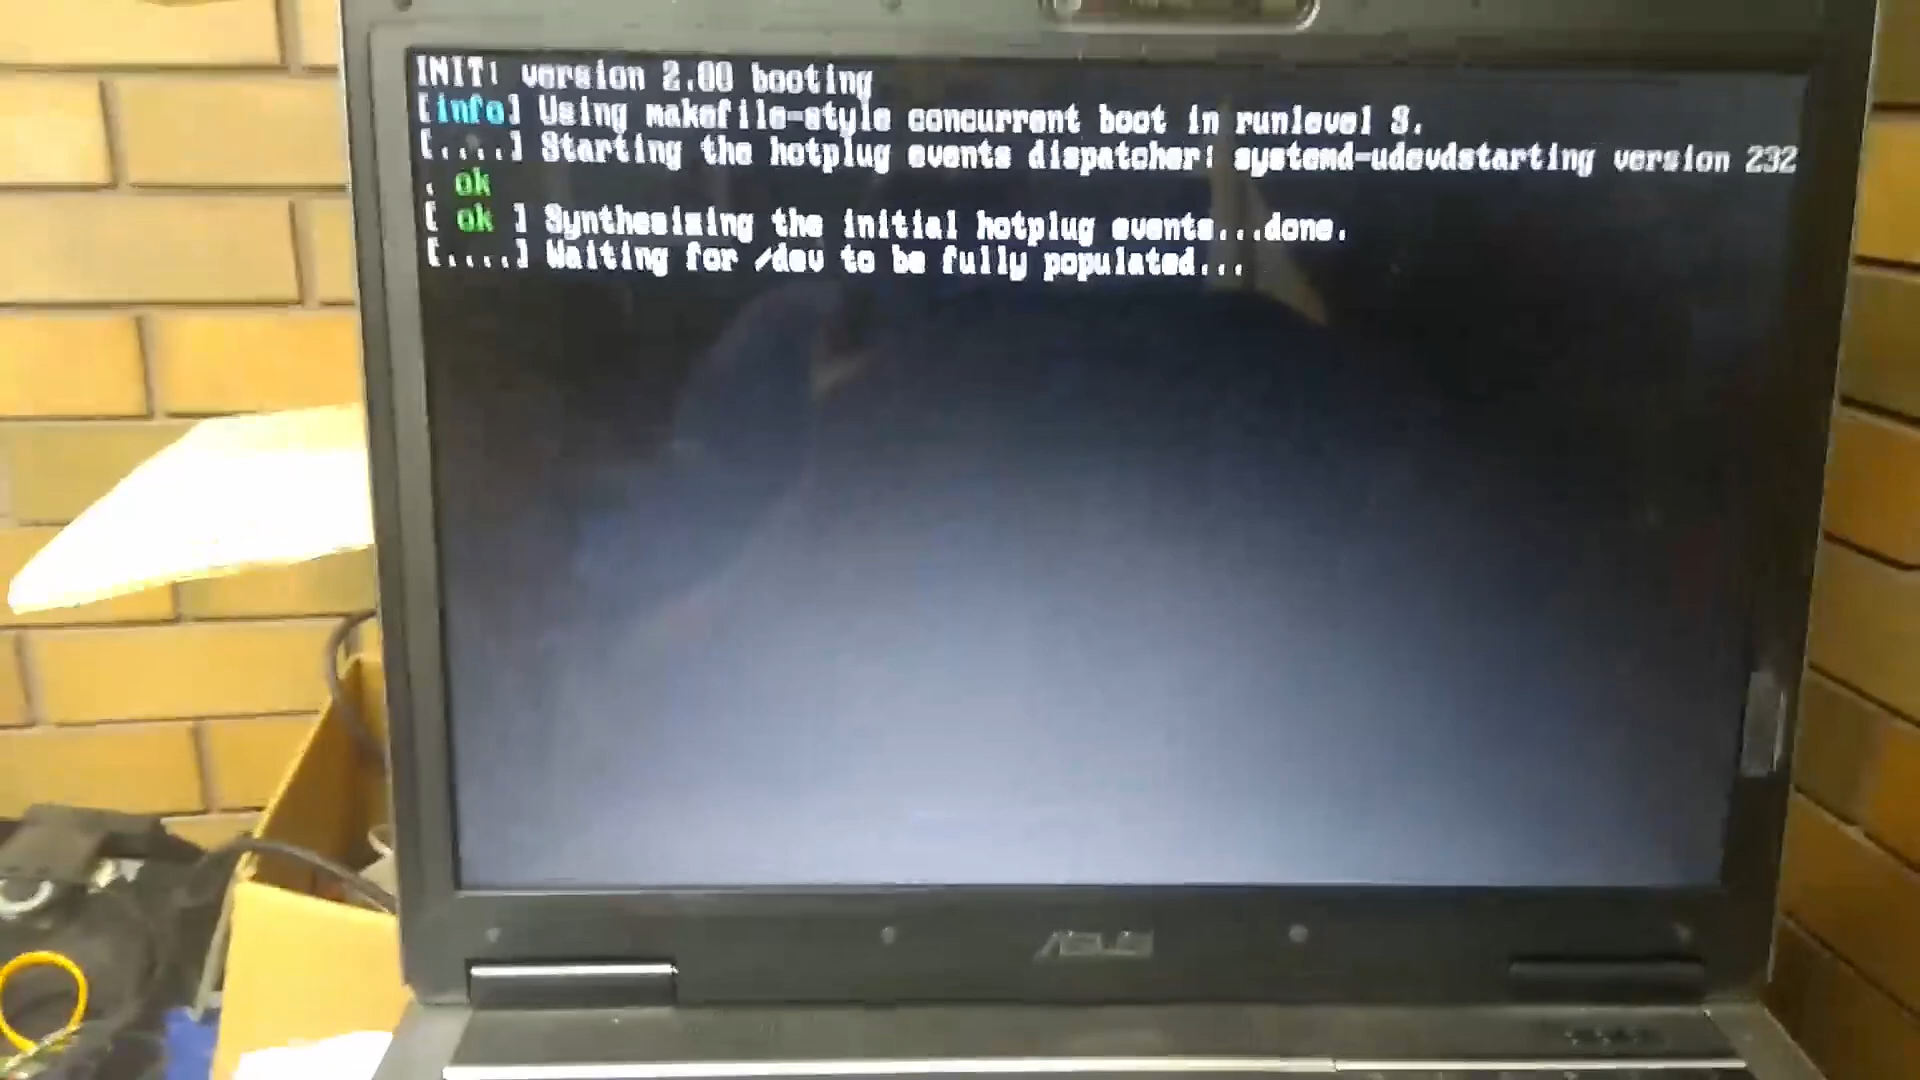 INIT: version 2.88 booting
[info] Using makefile-style concurrent boot in runlevel S.
[....] Starting the hotplug events dispatcher: systemd-udevdstarting version 232
. ok
[ ok ] Synthesizing the initial hotplug events...done.
[....] Waiting for /dev to be fully populated...
ASUS